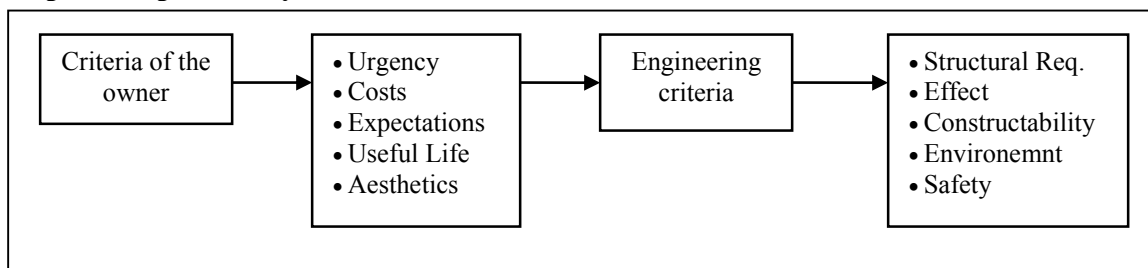 Criteria of the
owner
• Urgency
• Costs
• Expectations
• Useful Life
• Aesthetics
Engineering
criteria
• Structural Req.
• Effect
• Constructability
• Environemnt
• Safety